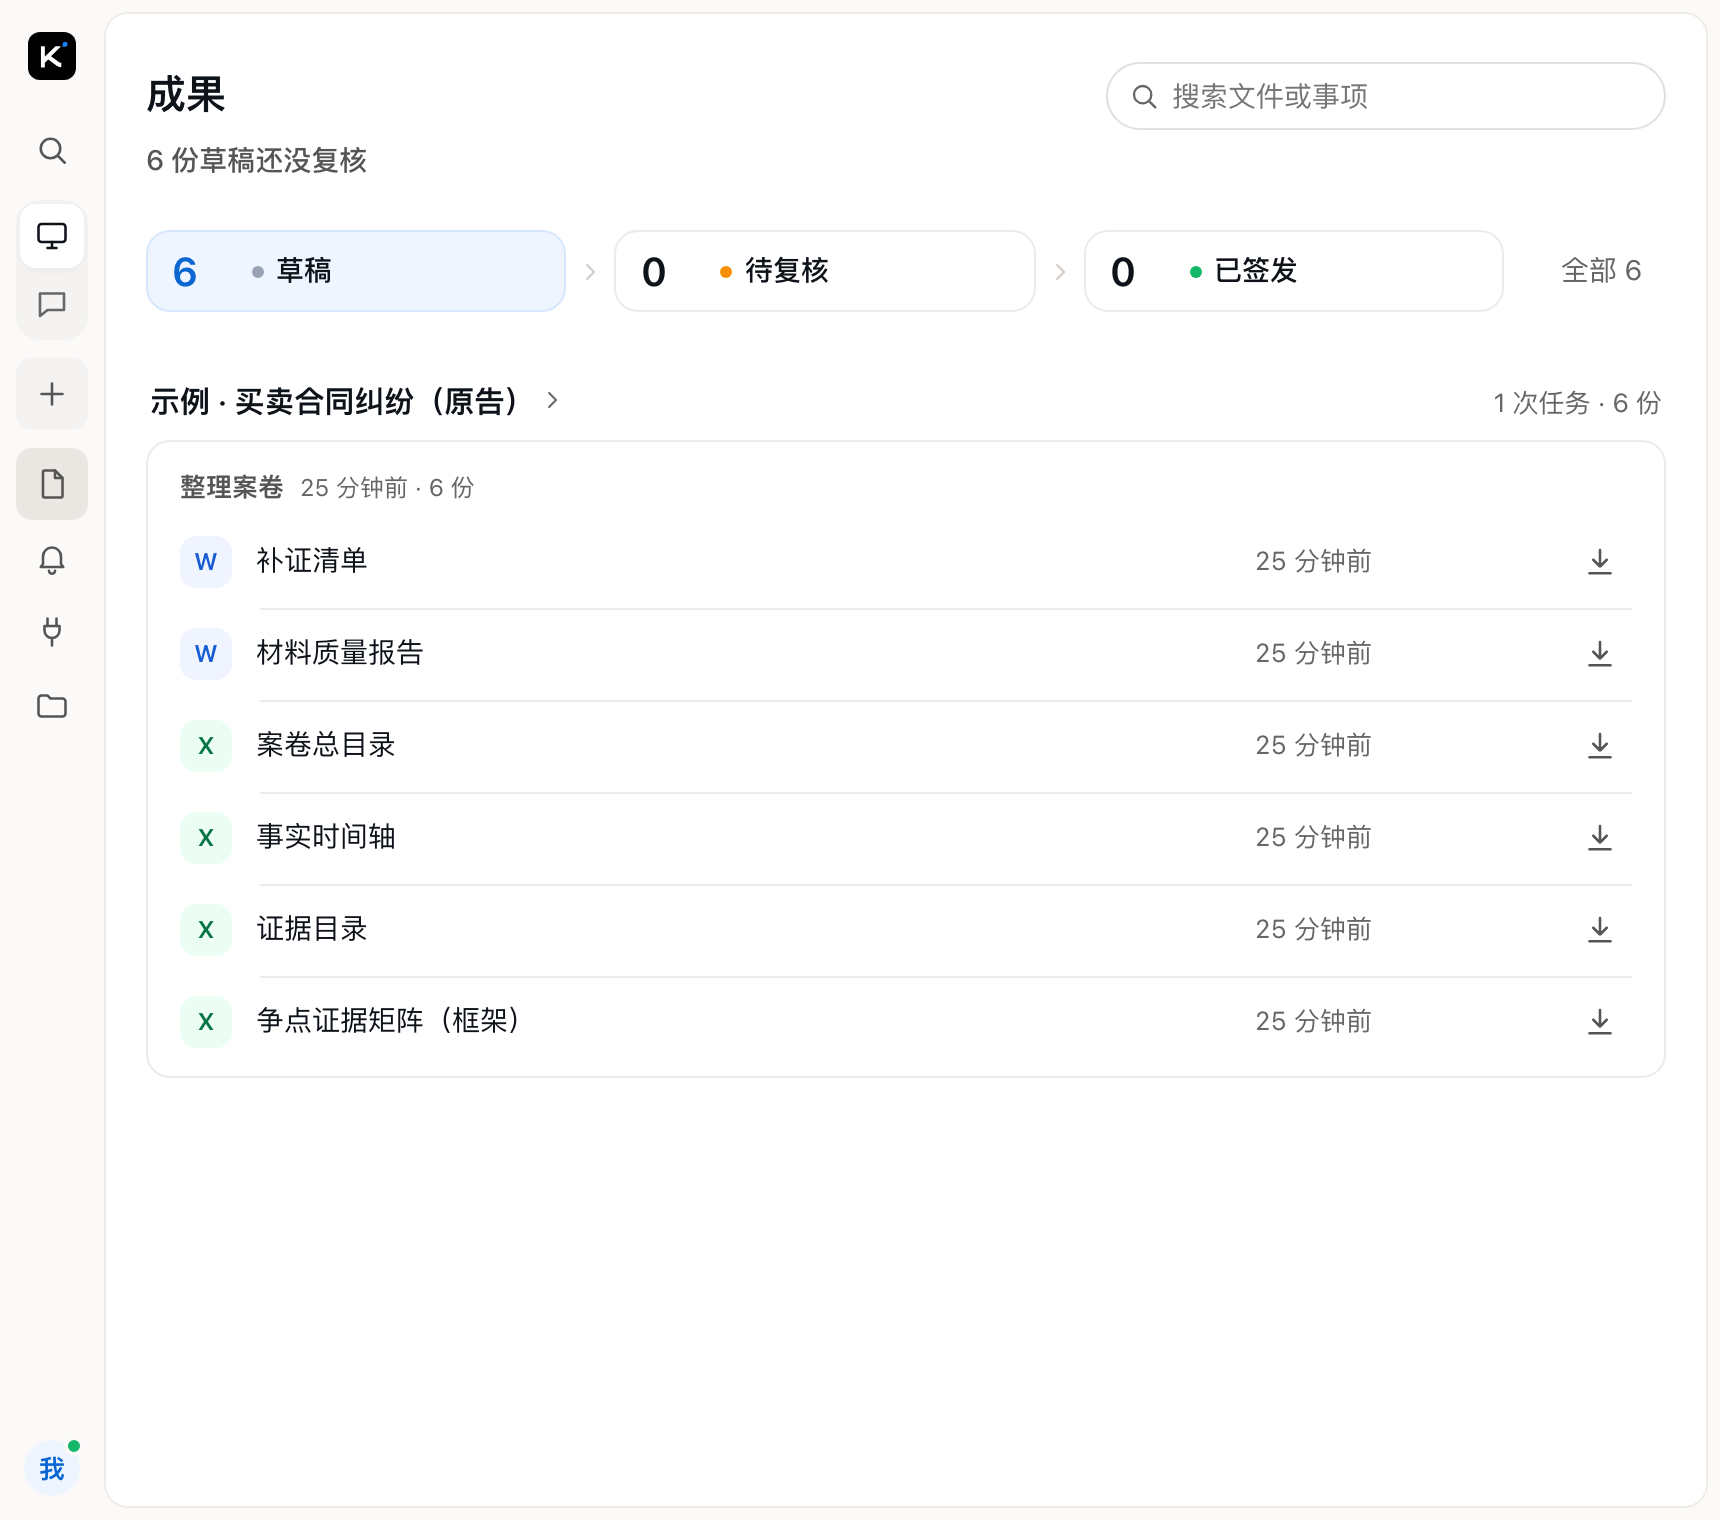 K
成果
搜索文件或事项
6 份草稿还没复核
6 草稿
0 待复核
0 已签发
全部 6
示例 · 买卖合同纠纷（原告）
1 次任务 · 6 份
整理案卷 25 分钟前 · 6 份
W 补证清单 25 分钟前
W 材料质量报告 25 分钟前
X 案卷总目录 25 分钟前
X 事实时间轴 25 分钟前
X 证据目录 25 分钟前
X 争点证据矩阵（框架） 25 分钟前
我